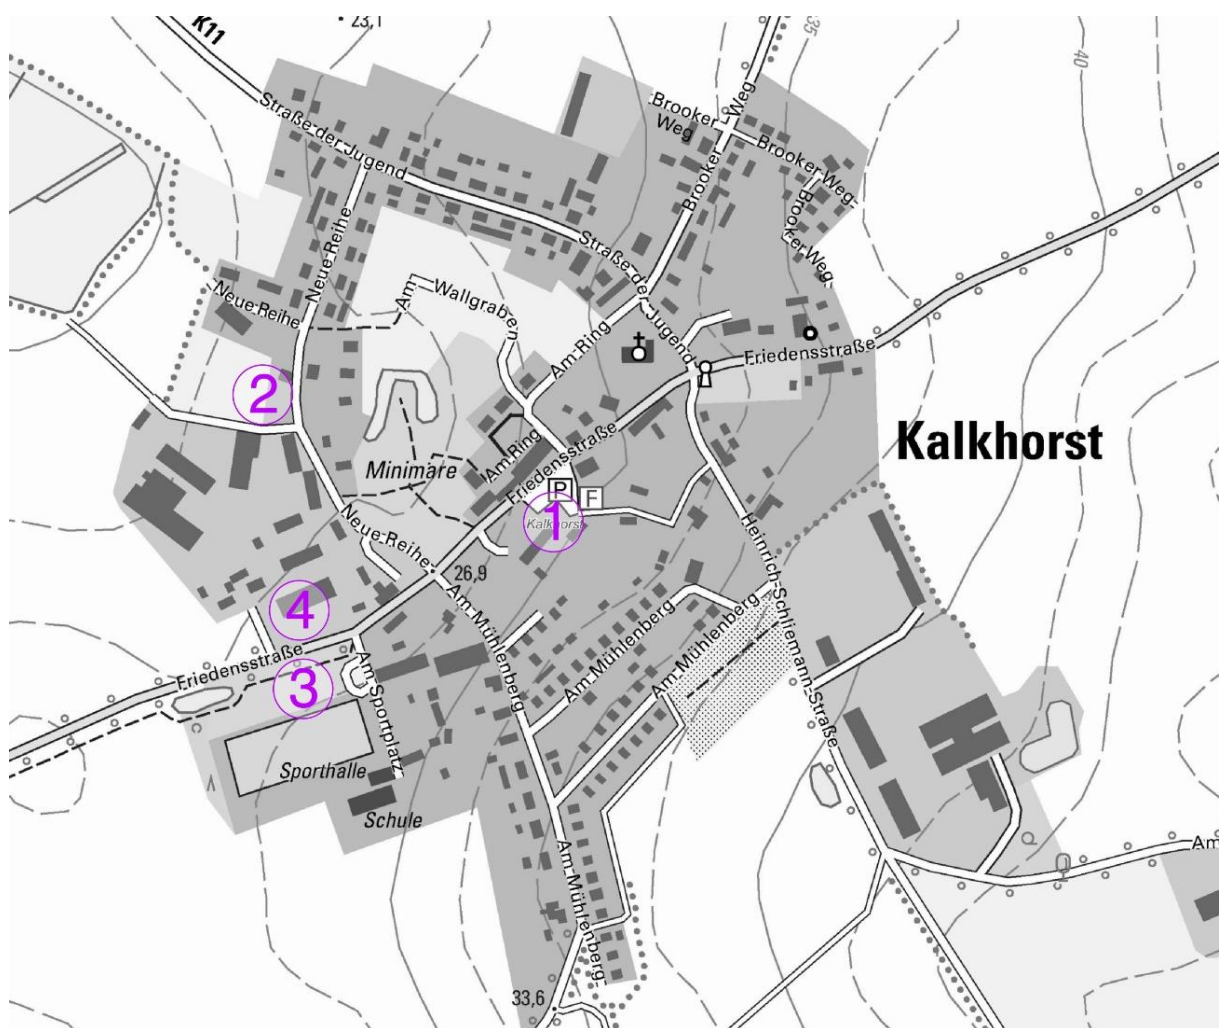 K11
23,1
35
40
Straße der Jugend
Brooker
Weg
Brooker Weg
Brooker Weg
Brooker Weg
Neue Reihe
Neue Reihe
Am
Wallgraben
Straße der Jugend
Am Ring
Friedensstraße
2
Kalkhorst
Minimare
Am Ring
Friedensstraße
P
F
1
Kalkhorst
Neue Reihe
26,9
Heinrich-Schliemann-Straße
4
Am Mühlenberg
Am Mühlenberg
Am Mühlenberg
Friedensstraße
3
Am Sportplatz
Sporthalle
Schule
Am
Am Mühlenberg
33,6